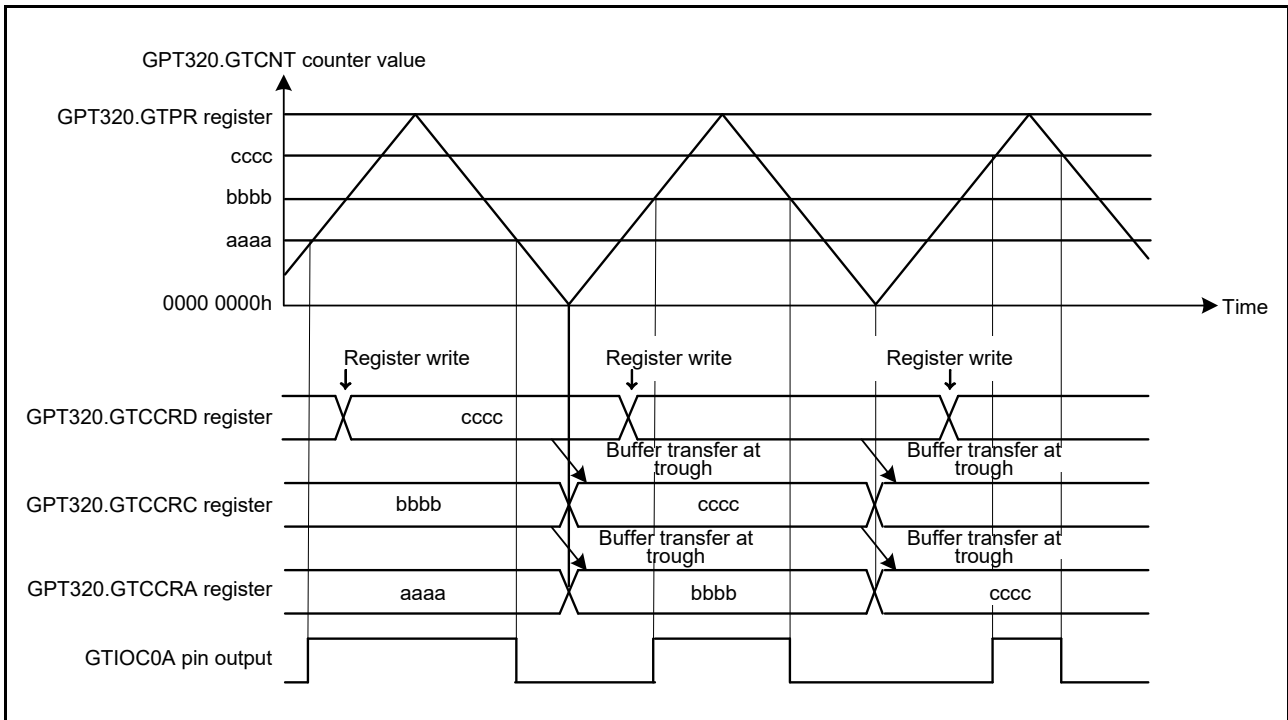 GPT320.GTCNT counter value
GPT320.GTPR register
cccc
bbbb
aaaa
0000 0000h
Time
Register write
Register write
Register write
GPT320.GTCCRD register
cccc
Buffer transfer at
trough
Buffer transfer at
trough
GPT320.GTCCRC register
bbbb
cccc
Buffer transfer at
trough
Buffer transfer at
trough
GPT320.GTCCRA register
aaaa
bbbb
cccc
GTIOC0A pin output